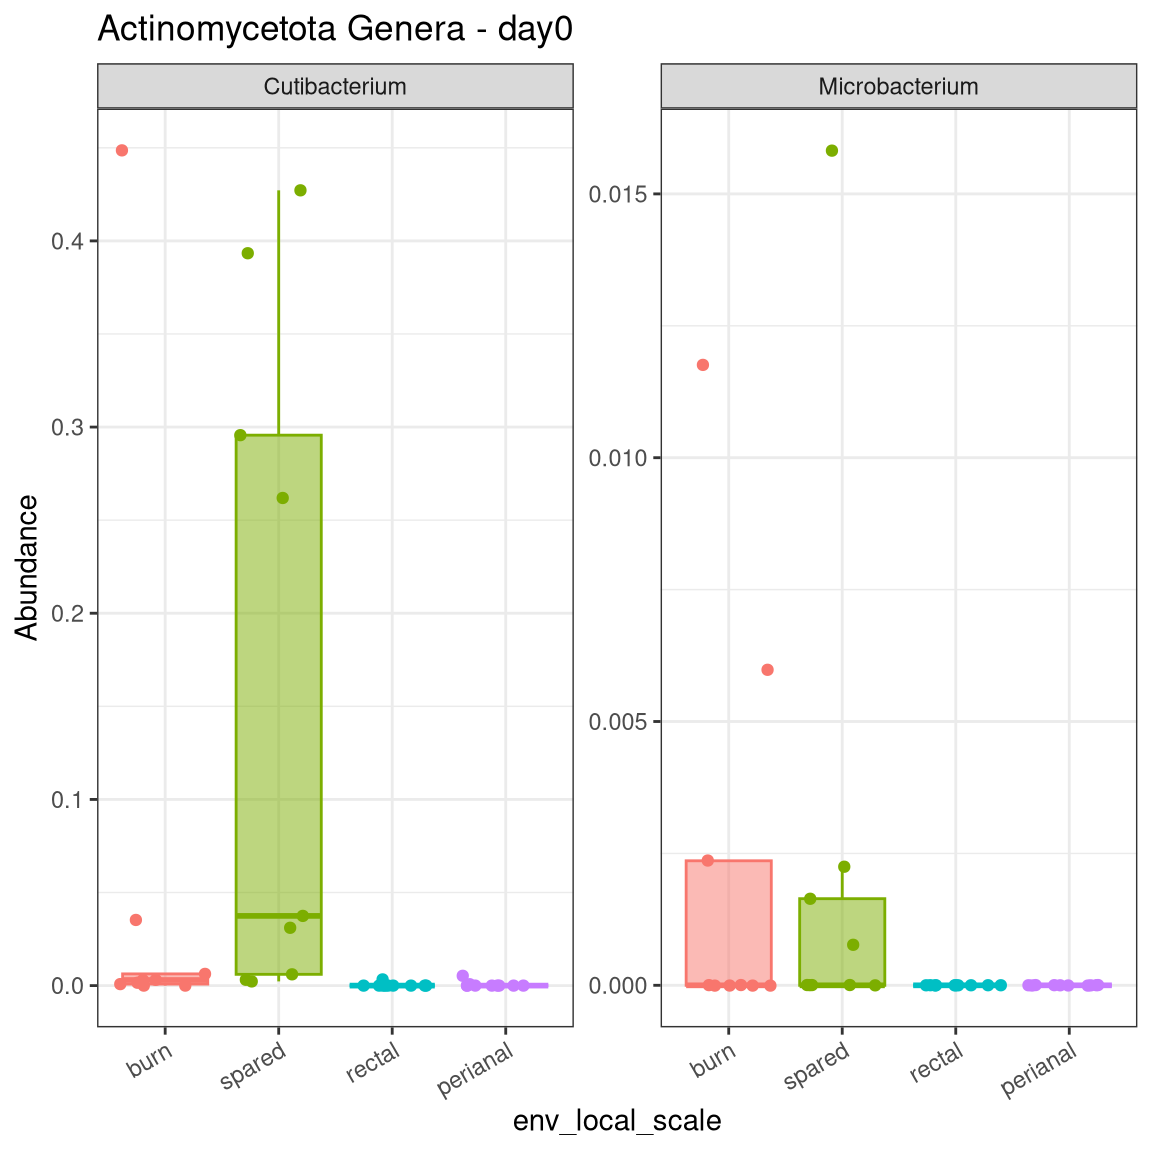 Actinomycetota Genera - day0
Cutibacterium
Microbacterium
Abundance
0.4
0.3
0.2
0.1
0.0
0.015
0.010
0.005
0.000
burn
spared
rectal
perianal
burn
spared
rectal
perianal
env_local_scale